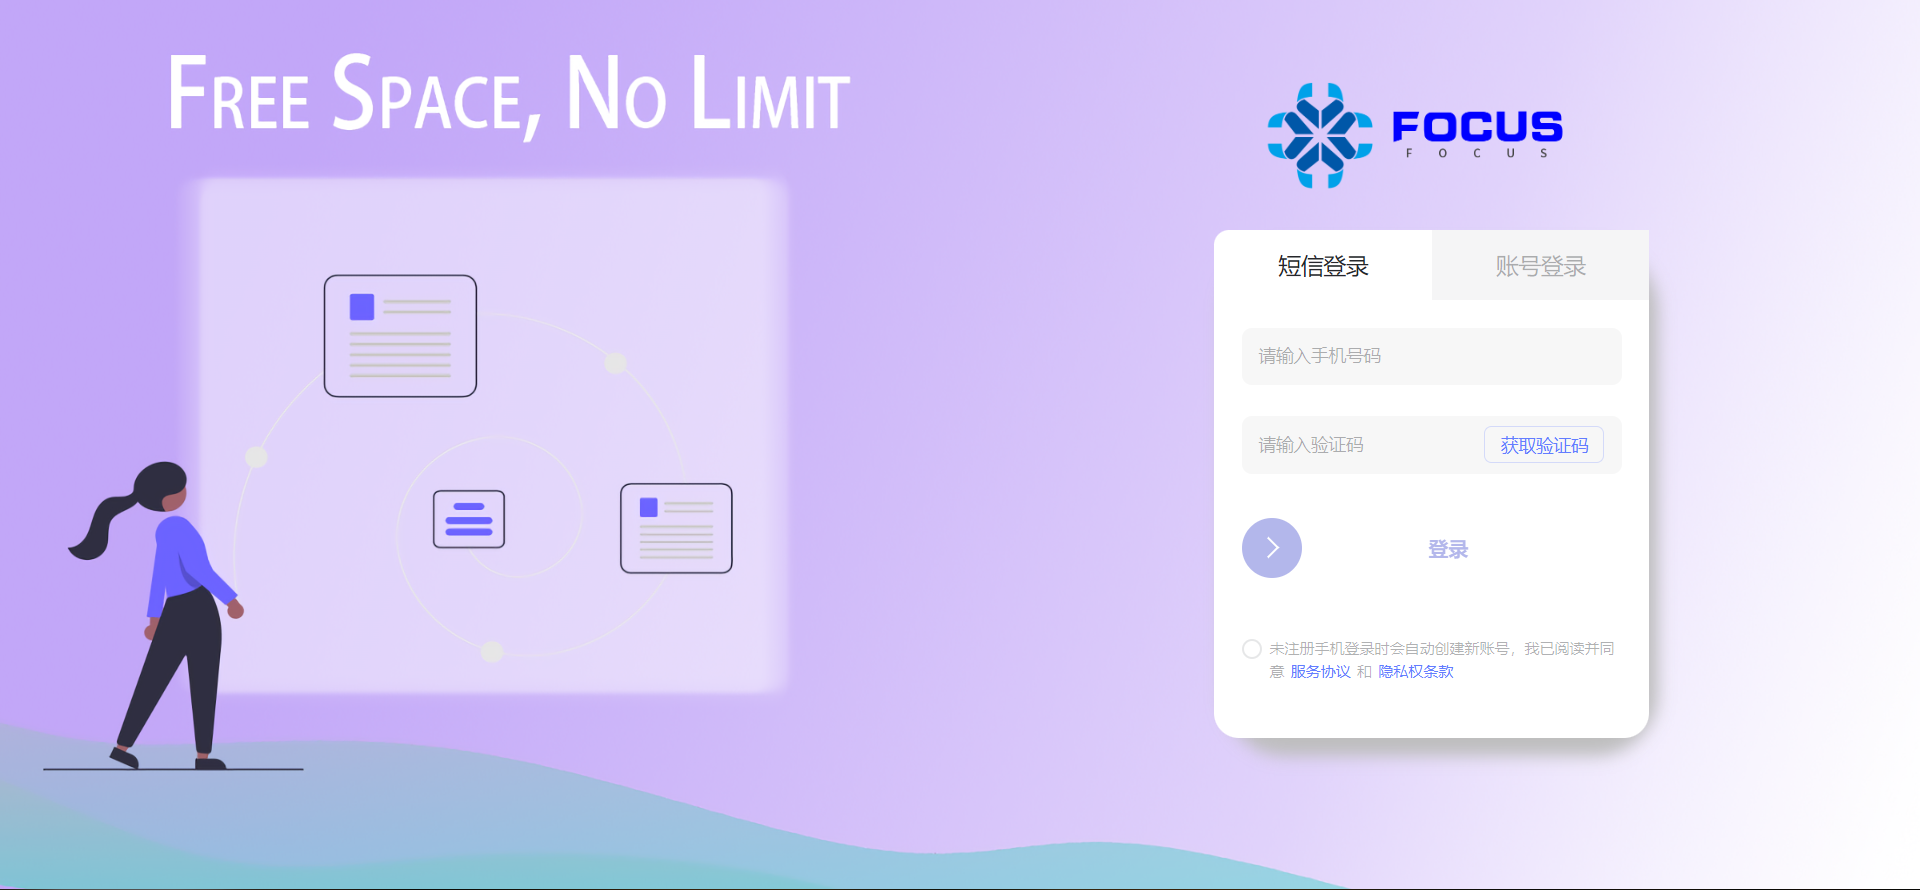 FREE SPACE, NO LIMIT
FOCUS
FOCUS
短信登录
账号登录
请输入手机号码
请输入验证码
获取验证码
登录
未注册手机登录时会自动创建新账号，我已阅读并同
意 服务协议 和 隐私权条款